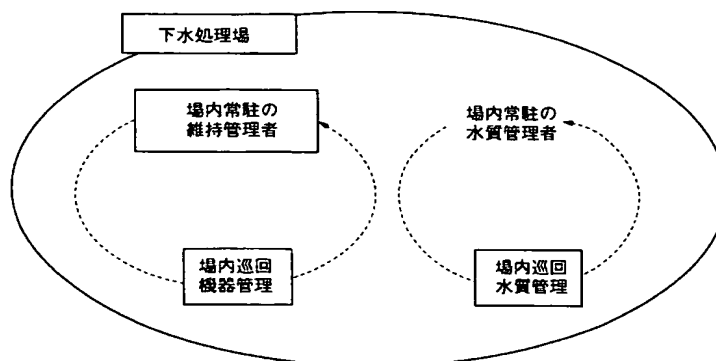 下水処理場
場内常駐の
維持管理者
場内常駐の
水質管理者
場内巡回
機器管理
場内巡回
水質管理